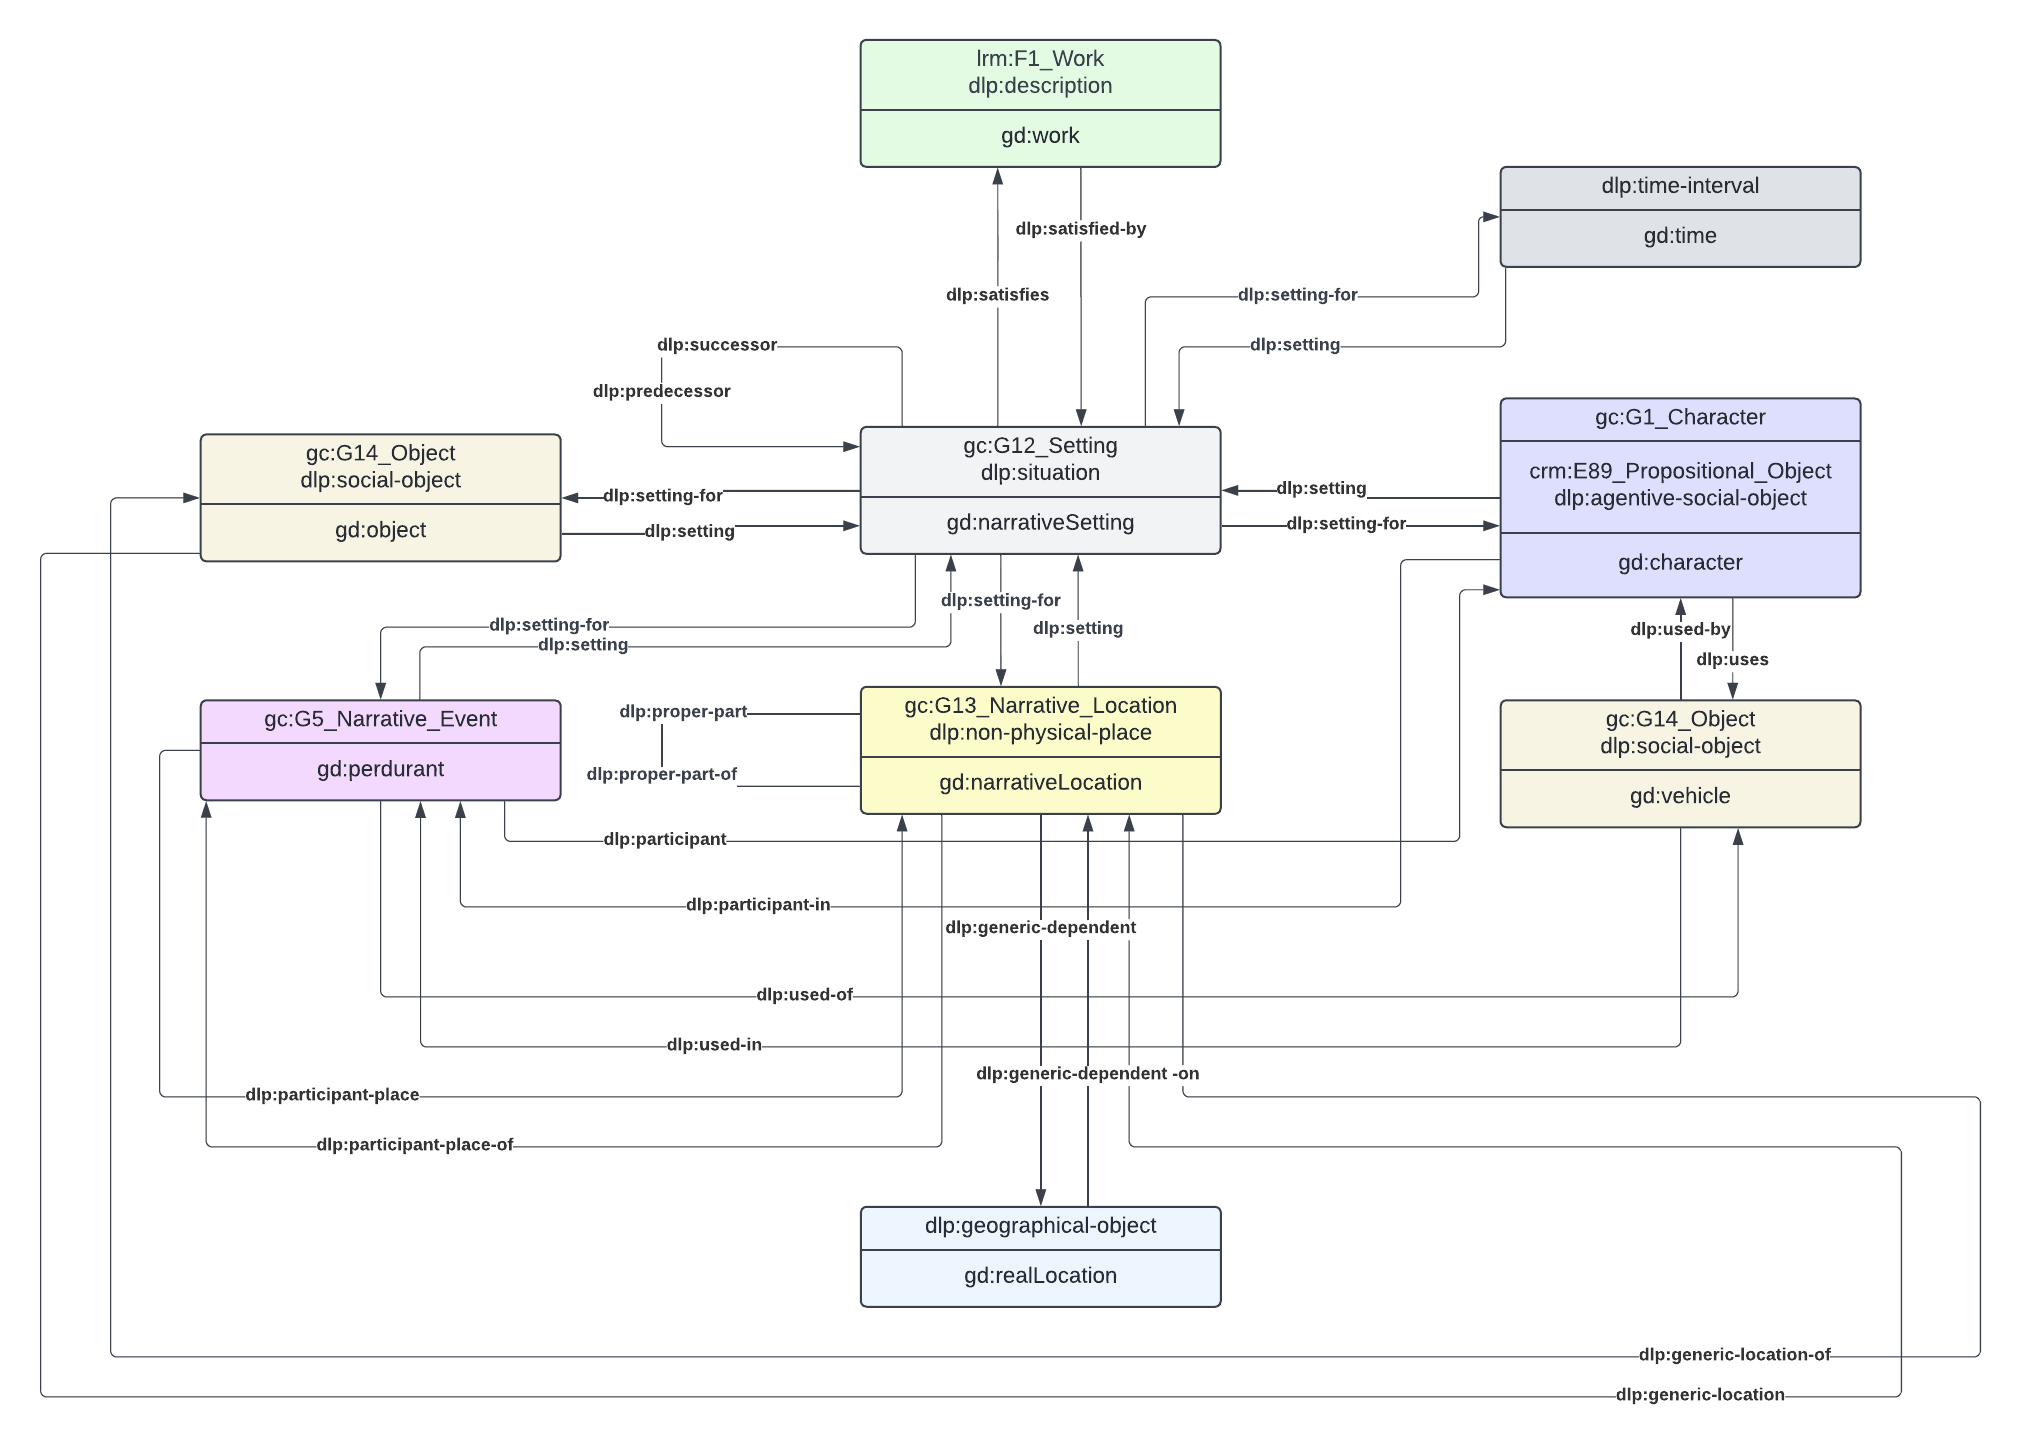 lrm:F1_Work
dlp:description
gd:work
dlp:time-interval
gd:time
dlp:satisfied-by
dlp:satisfies
dlp:setting-for
dlp:setting
dlp:successor
dlp:predecessor
gc:G14_Object
dlp:social-object
gd:object
dlp:setting-for
dlp:setting
gc:G12_Setting
dlp:situation
gd:narrativeSetting
dlp:setting
dlp:setting-for
gc:G1_Character
crm:E89_Propositional_Object
dlp:agentive-social-object
gd:character
dlp:setting-for
dlp:setting
dlp:setting-for
dlp:setting
dlp:used-by
dlp:uses
gc:G5_Narrative_Event
gd:perdurant
dlp:proper-part
dlp:proper-part-of
gc:G13_Narrative_Location
dlp:non-physical-place
gd:narrativeLocation
gc:G14_Object
dlp:social-object
gd:vehicle
dlp:participant
dlp:participant-in
dlp:generic-dependent
dlp:used-of
dlp:used-in
dlp:generic-dependent -on
dlp:participant-place
dlp:participant-place-of
dlp:geographical-object
gd:realLocation
dlp:generic-location-of
dlp:generic-location